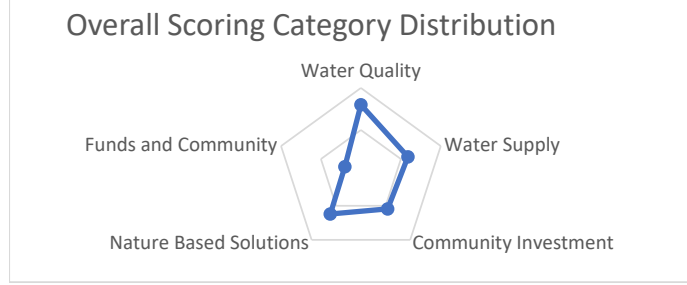 Overall Scoring Category Distribution
Water Quality
Funds and Community
Water Supply
Nature Based Solutions
Community Investment